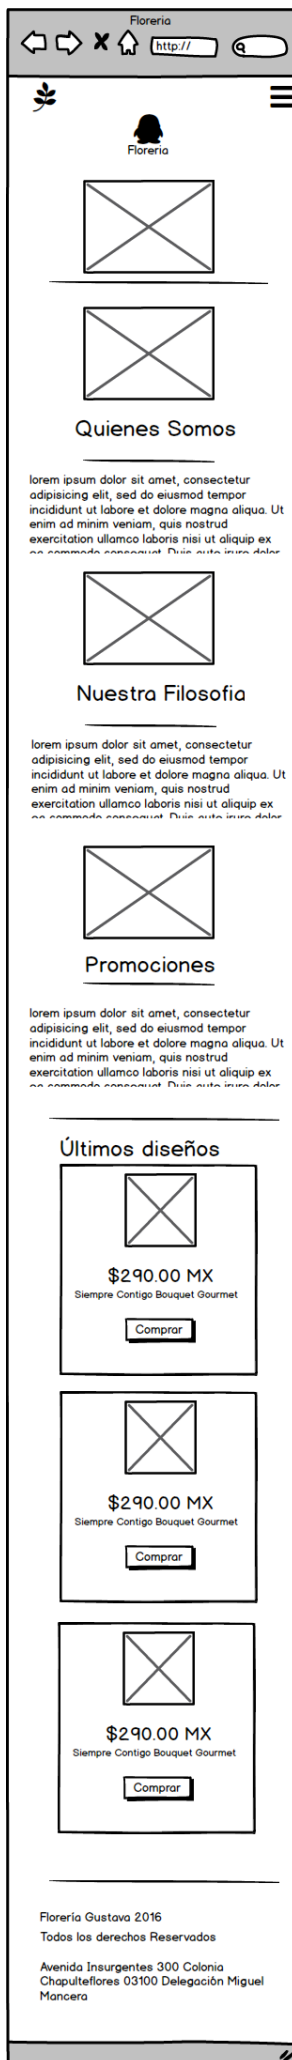 Floreria
http://
Floreria
Quienes Somos
lorem ipsum dolor sit amet, consectetur
adipisicing elit, sed do eiusmod tempor
incididunt ut labore et dolore magna aliqua. Ut
enim ad minim veniam, quis nostrud
exercitation ullamco laboris nisi ut aliquip ex
Nuestra Filosofia
lorem ipsum dolor sit amet, consectetur
adipisicing elit, sed do eiusmod tempor
incididunt ut labore et dolore magna aliqua. Ut
enim ad minim veniam, quis nostrud
exercitation ullamco laboris nisi ut aliquip ex
Promociones
lorem ipsum dolor sit amet, consectetur
adipisicing elit, sed do eiusmod tempor
incididunt ut labore et dolore magna aliqua. Ut
enim ad minim veniam, quis nostrud
exercitation ullamco laboris nisi ut aliquip ex
Últimos diseños
$290.00 MX
Siempre Contigo Bouquet Gourmet
Comprar
$290.00 MX
Siempre Contigo Bouquet Gourmet
Comprar
$290.00 MX
Siempre Contigo Bouquet Gourmet
Comprar
Florería Gustava 2016
Todos los derechos Reservados
Avenida Insurgentes 300 Colonia
Chapulteflores 03100 Delegación Miguel
Mancera